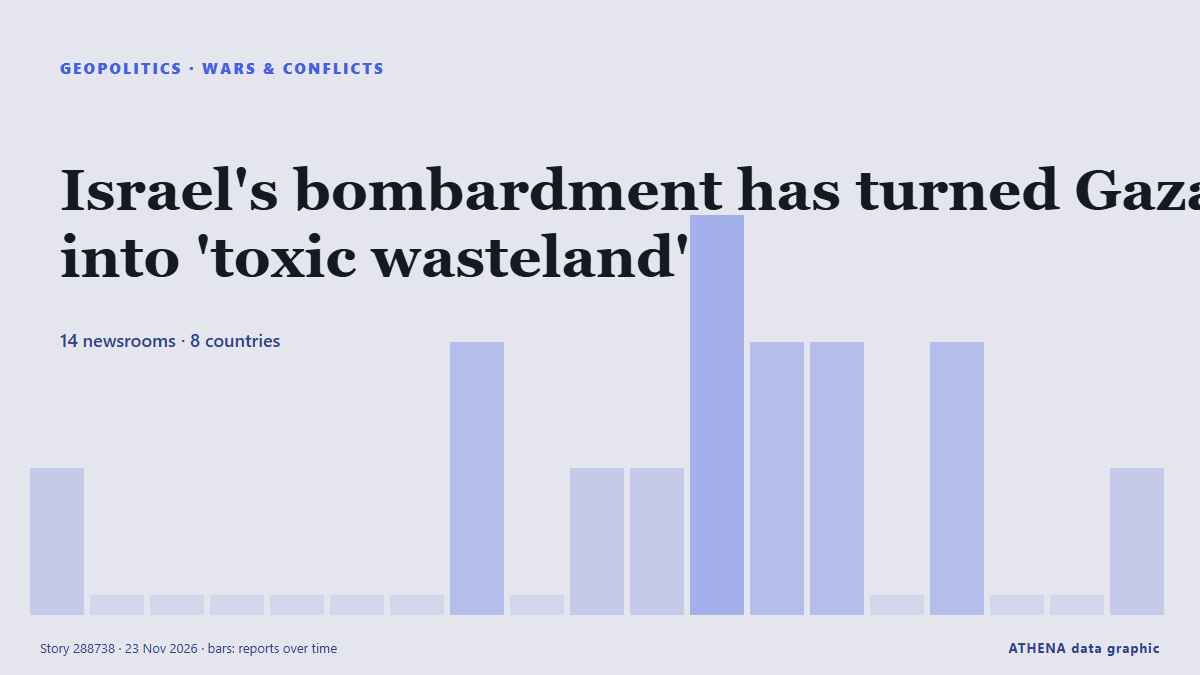 GEOPOLITICS · WARS & CONFLICTS
Israel's bombardment has turned Gaza
into 'toxic wasteland'
14 newsrooms · 8 countries
Story 288738 · 23 Nov 2026 · bars: reports over time
ATHENA data graphic